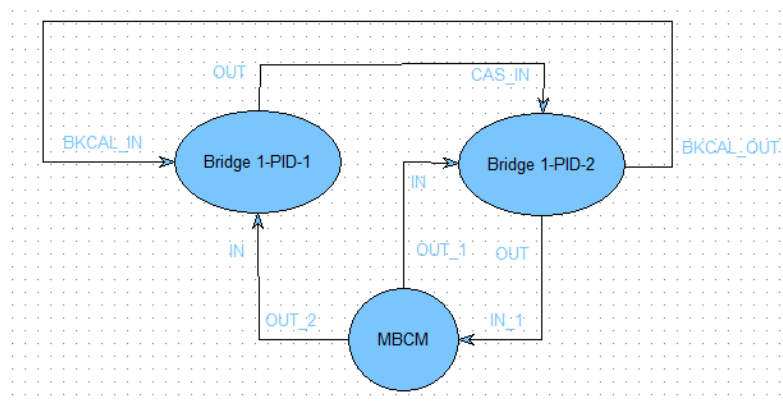 OUT
CAS_IN
BKCAL_IN
Bridge 1-PID-1
Bridge 1-PID-2
BKCAL_OUT
IN
IN
OUT_1
OUT
OUT_2
IN_1
MBCM